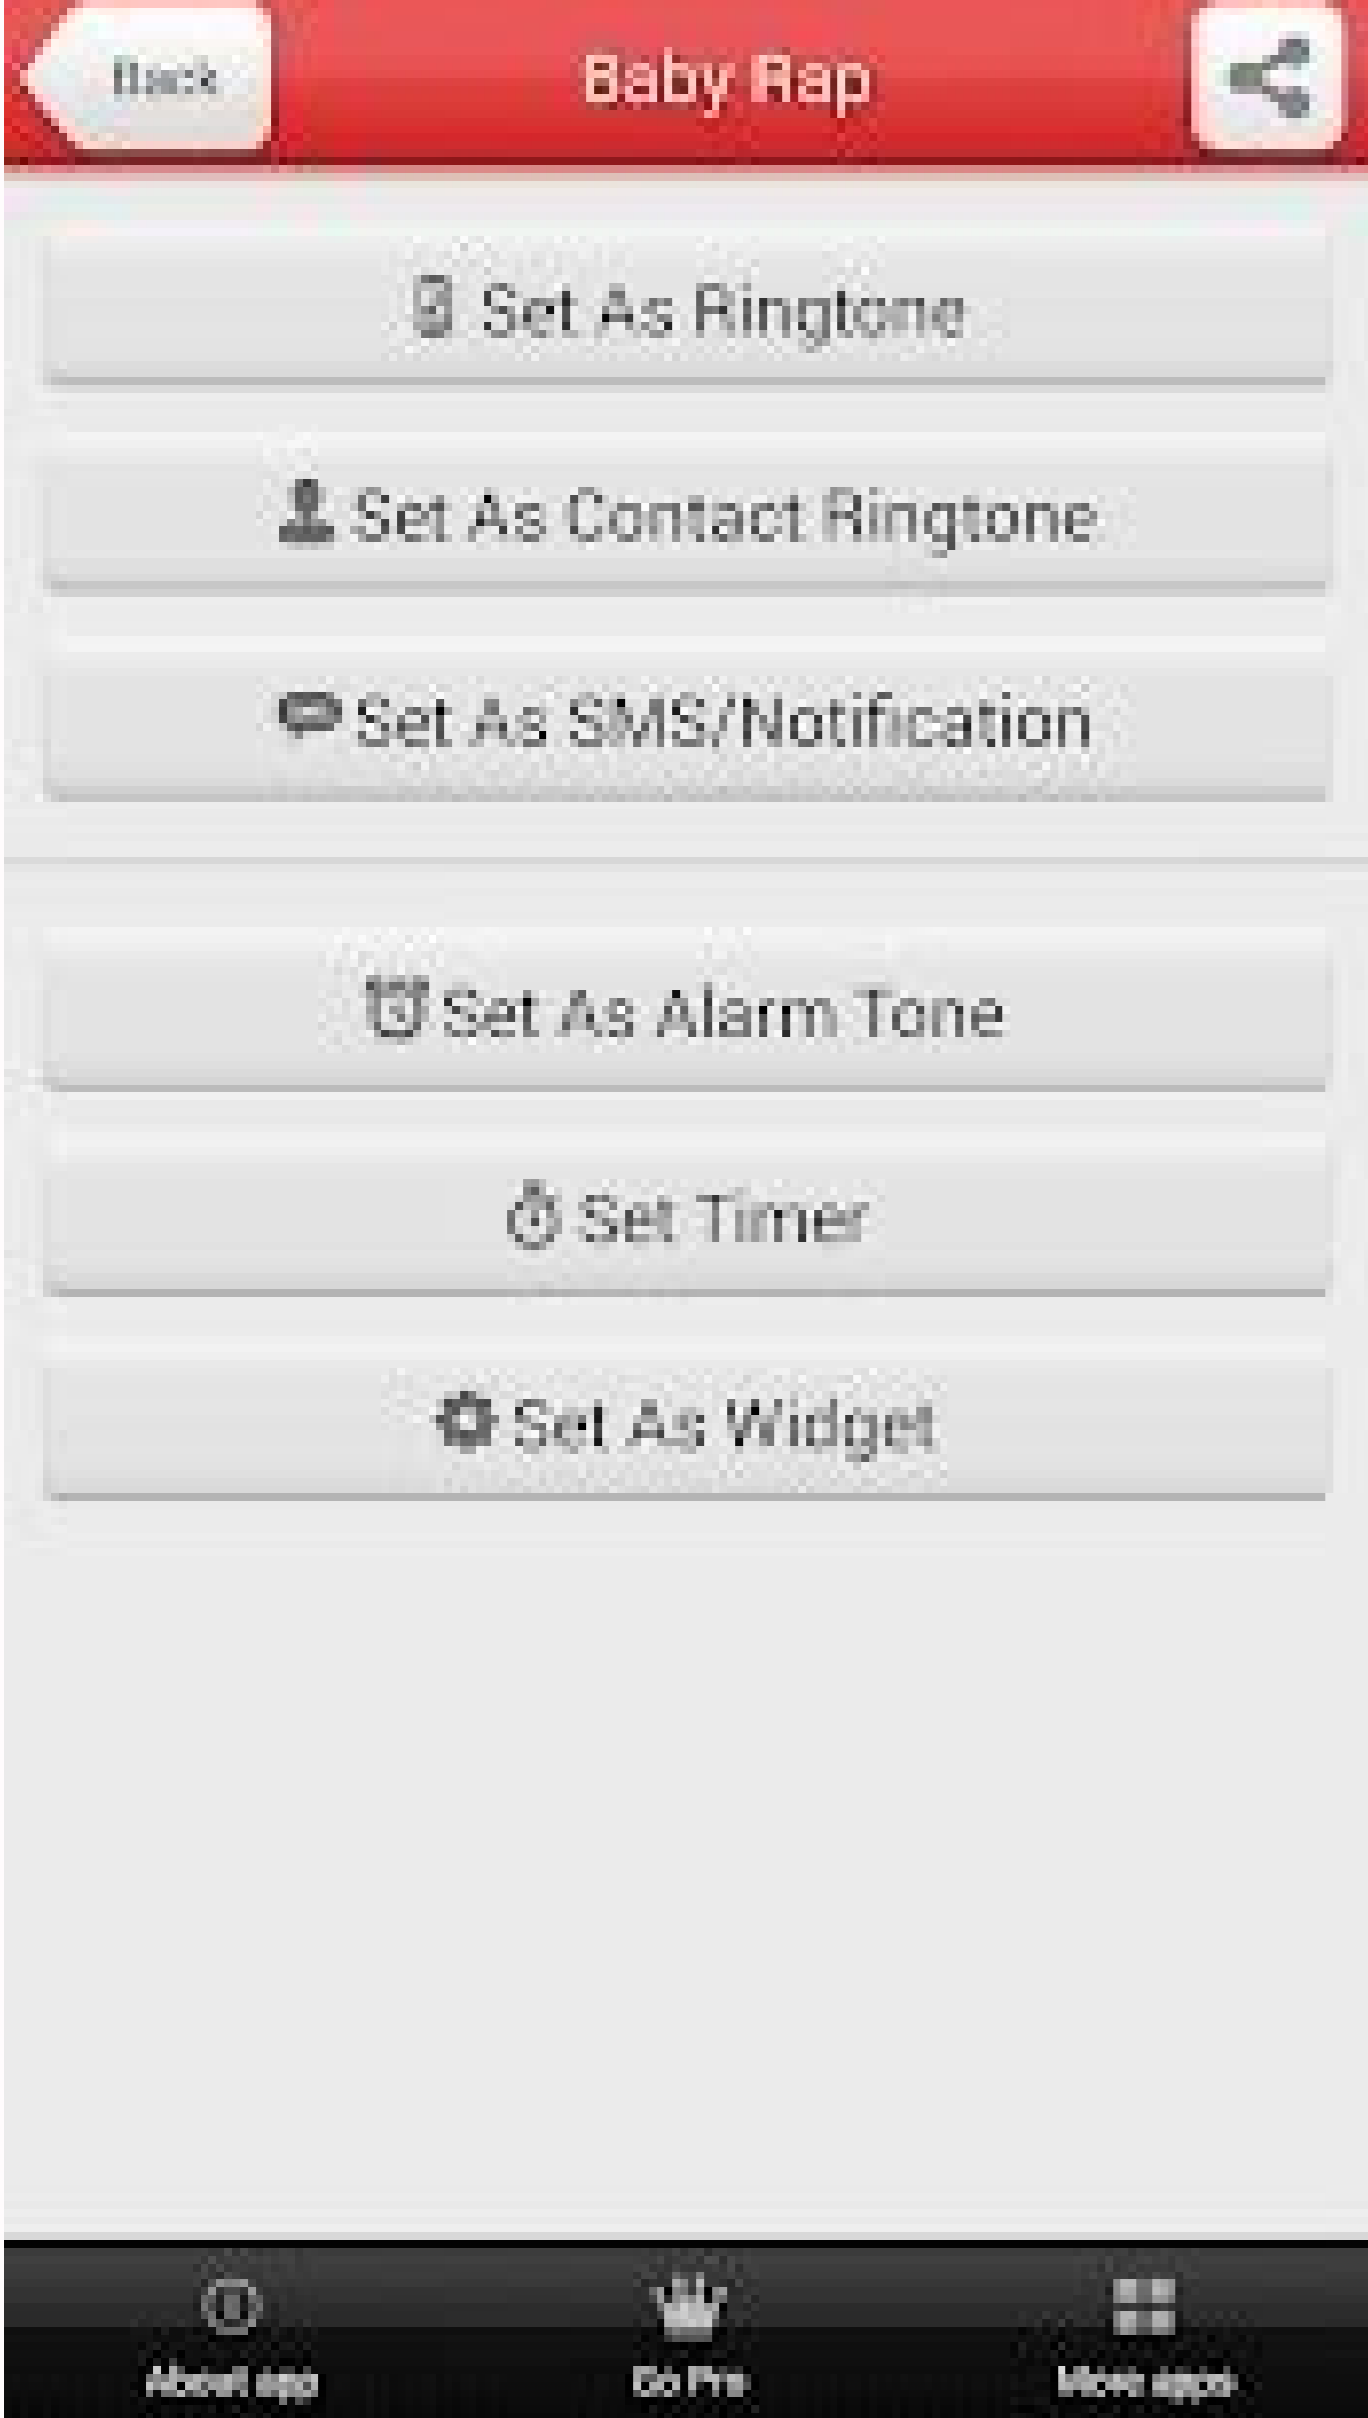 Back
Baby Rap
Set As Ringtone
Set As Contact Ringtone
Set As SMS/Notification
Set As Alarm Tone
Set Timer
Set As Widget
About app
Go Pro
More apps